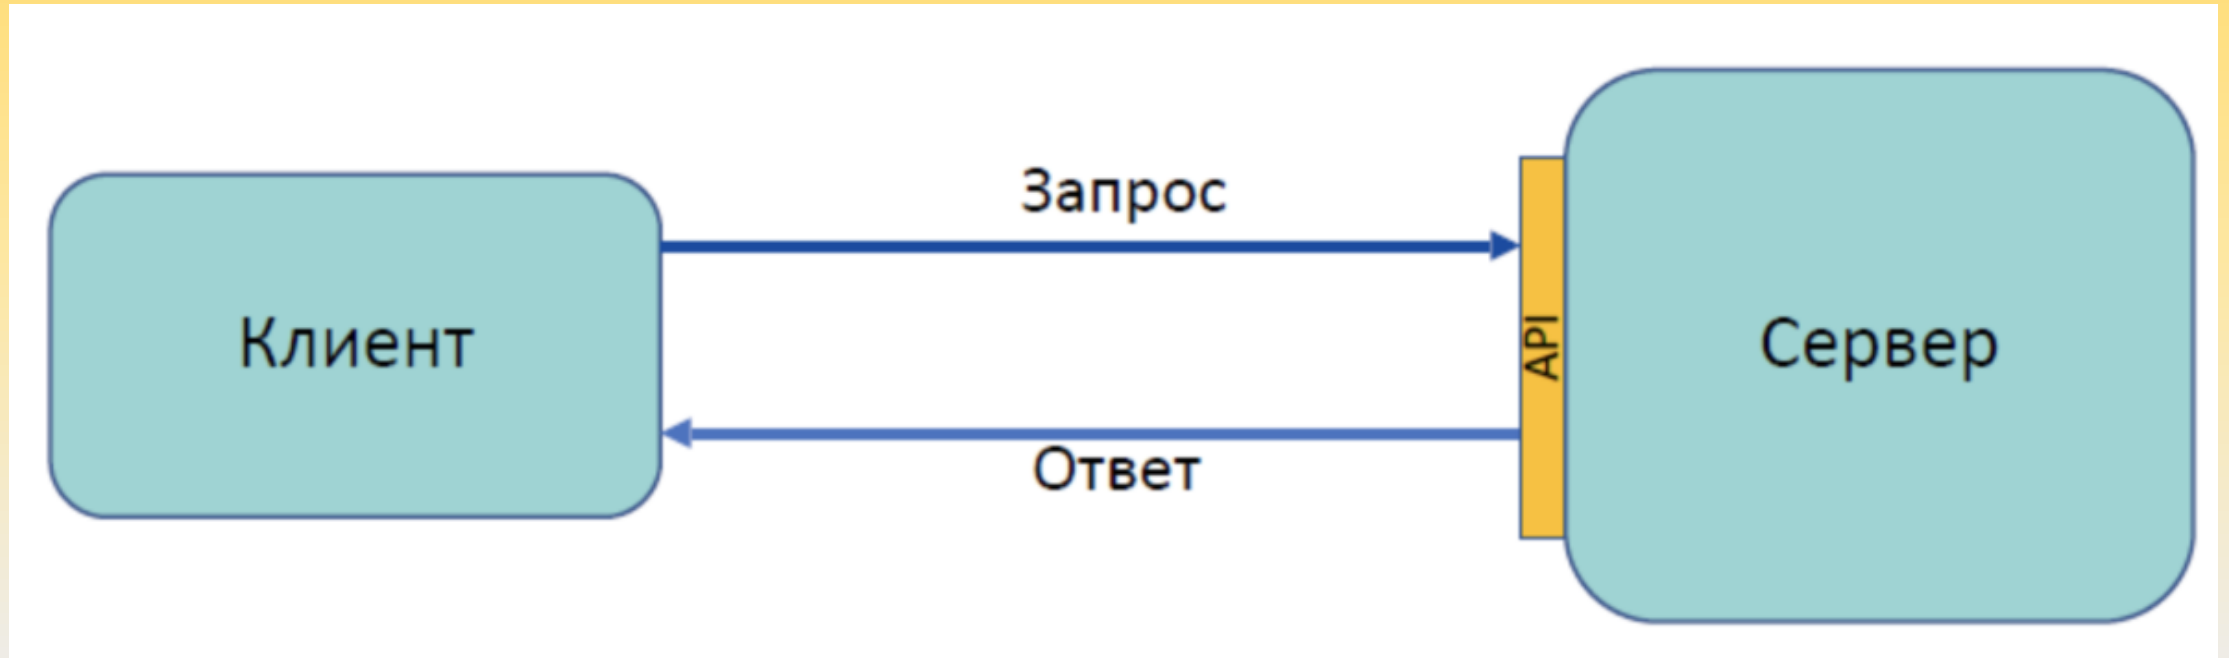 Запрос
Клиент
API
Сервер
Ответ